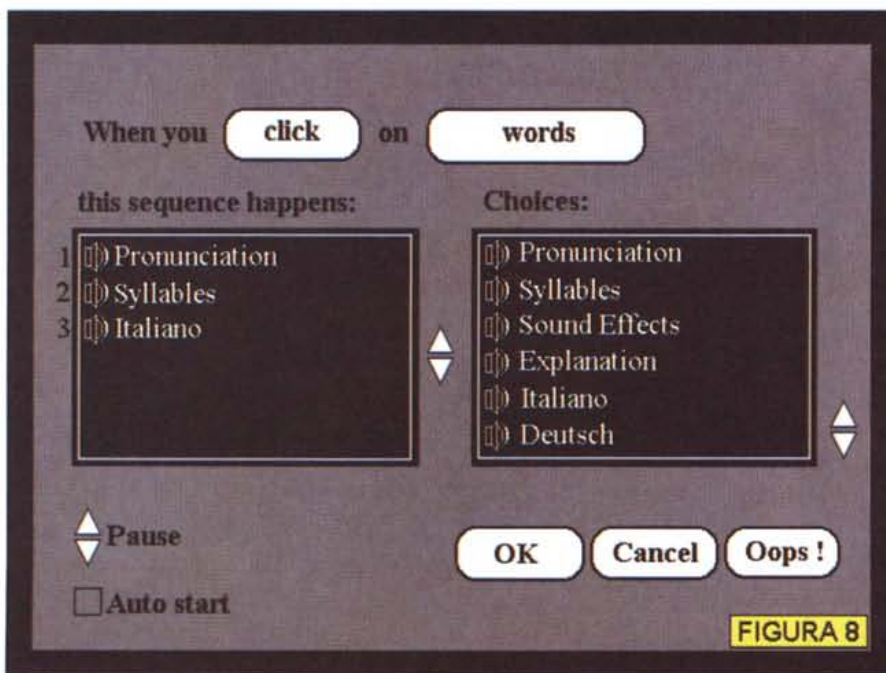 When you click on words
this sequence happens:
1 Pronunciation
2 Syllables
3 Italiano
Choices:
Pronunciation
Syllables
Sound Effects
Explanation
Italiano
Deutsch
Pause
Auto start
OK Cancel Oops !
FIGURA 8